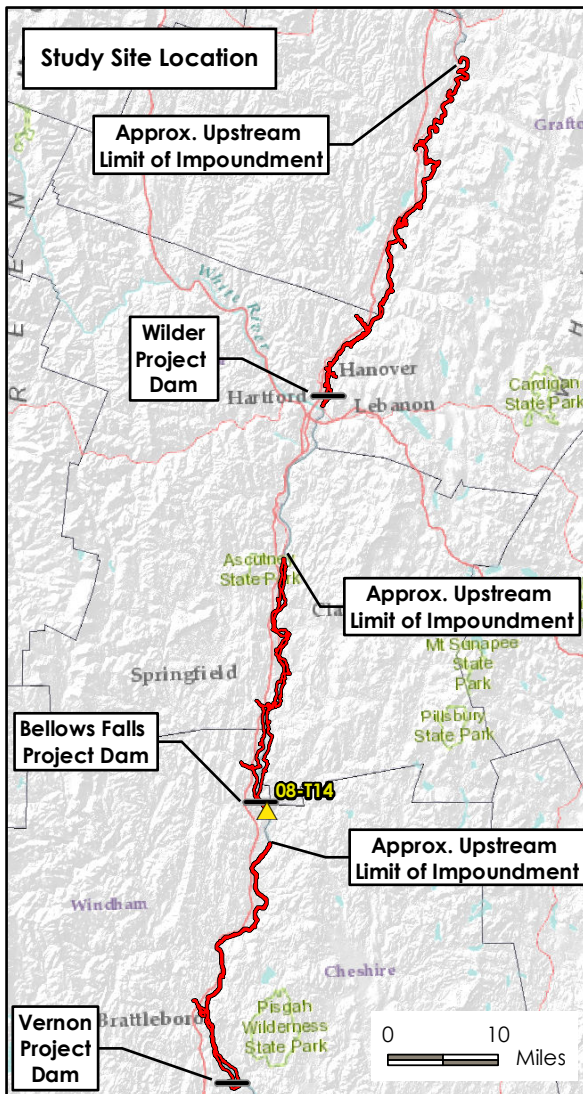 Study Site Location
Approx. Upstream
Limit of Impoundment
Grafto
E N
E
R
White River
Wilder
Project
Dam
Hanover
Hartford
Lebanon
H
Cardigan
State Park
Ascutney
State Park
Approx. Upstream
Limit of Impoundment
Cla
Mt Sunapee
State
Park
Springfield
Pillsbury
State Park
Bellows Falls
Project Dam
08-T14
Approx. Upstream
Limit of Impoundment
Windham
Cheshire
Vernon
Project
Dam
Brattleboro
Pisgah
Wilderness
State Park
0 10
Miles